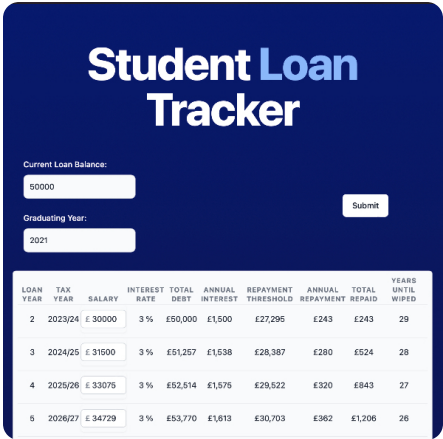 Student Loan
Tracker
Current Loan Balance:
50000
Submit
Graduating Year:
2021
LOAN YEAR TAX YEAR SALARY INTEREST RATE TOTAL DEBT ANNUAL INTEREST REPAYMENT THRESHOLD ANNUAL REPAYMENT TOTAL REPAID YEARS UNTIL WIPED
2 2023/24 £ 30000 3 % £50,000 £1,500 £27,295 £243 £243 29
3 2024/25 £ 31500 3 % £51,257 £1,538 £28,387 £280 £524 28
4 2025/26 £ 33075 3 % £52,514 £1,575 £29,522 £320 £843 27
5 2026/27 £ 34729 3 % £53,770 £1,613 £30,703 £362 £1,206 26